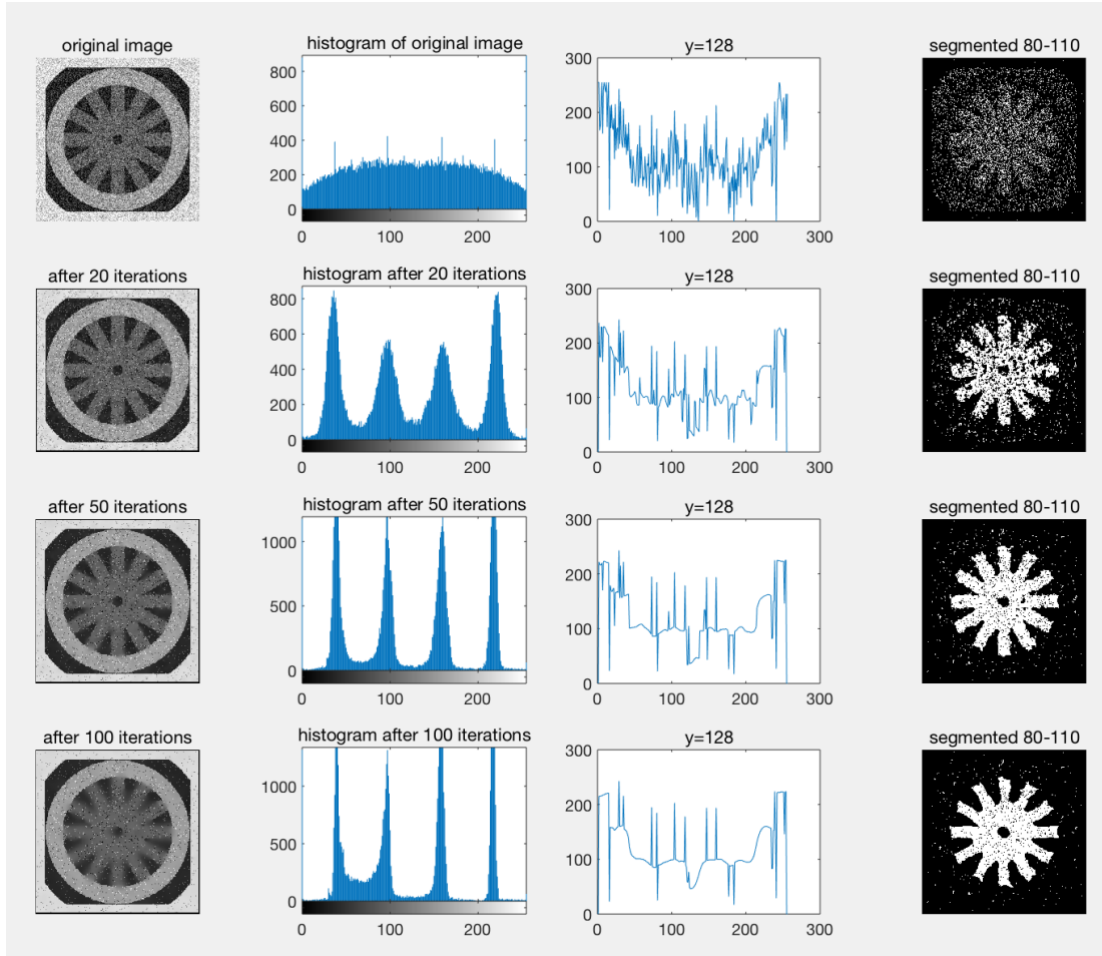 original image
histogram of original image
y=128
segmented 80-110
800
600
400
200
0
0 100 200
300
200
100
0
0 100 200 300
after 20 iterations
histogram after 20 iterations
y=128
segmented 80-110
800
600
400
200
0
0 100 200
300
200
100
0
0 100 200 300
after 50 iterations
histogram after 50 iterations
y=128
segmented 80-110
1000
500
0
0 100 200
300
200
100
0
0 100 200 300
after 100 iterations
histogram after 100 iterations
y=128
segmented 80-110
1000
500
0
0 100 200
300
200
100
0
0 100 200 300